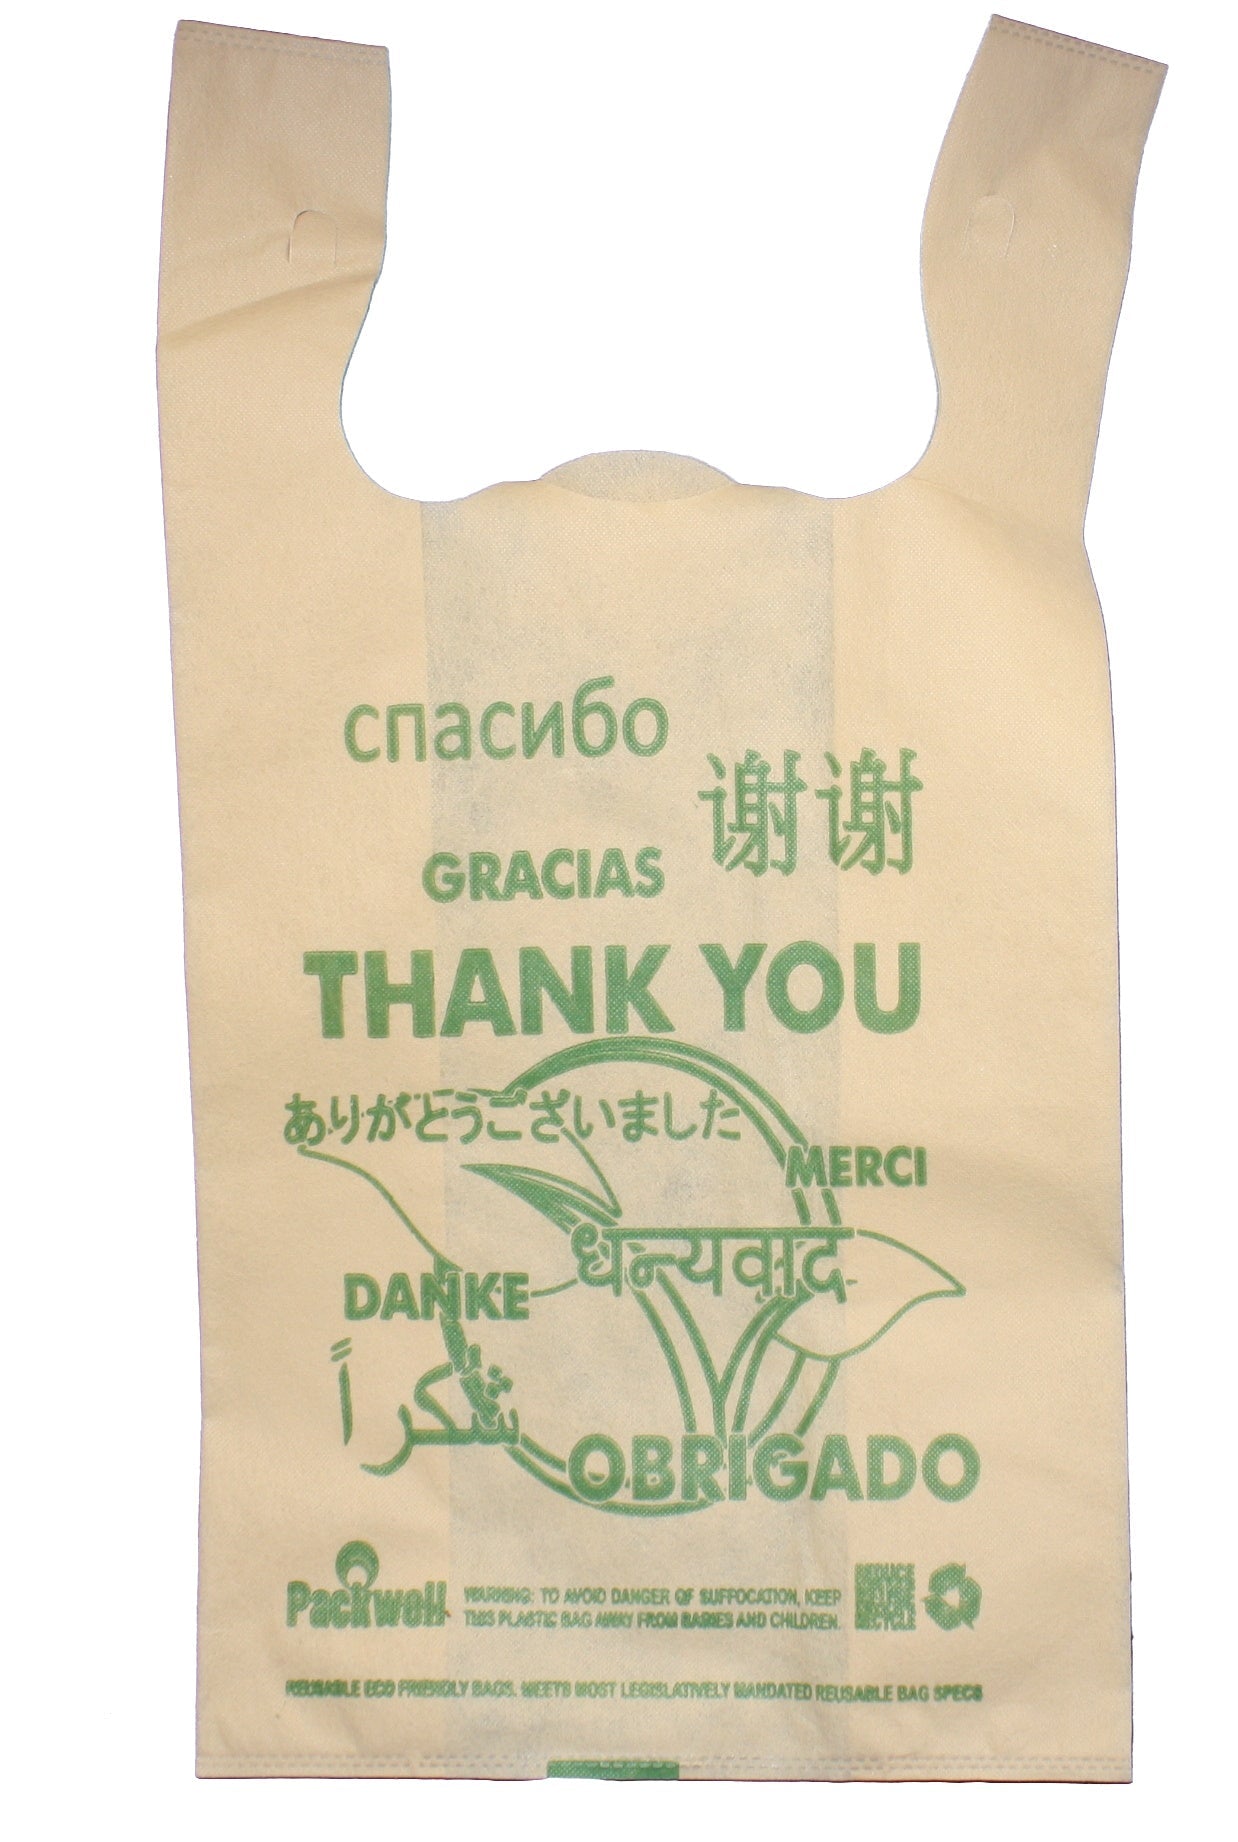 спасибо
谢谢
GRACIAS
THANK YOU
ありがとうございました
MERCI
धन्यवाद
DANKE
شكراً
OBRIGADO
Packwell
WARNING: TO AVOID DANGER OF SUFFOCATION, KEEP
THIS PLASTIC BAG AWAY FROM BABIES AND CHILDREN.
REDUCE
RECYCLE
REUSABLE ECO FRIENDLY BAGS. MEETS MOST LEGISLATIVELY MANDATED REUSABLE BAG SPECS